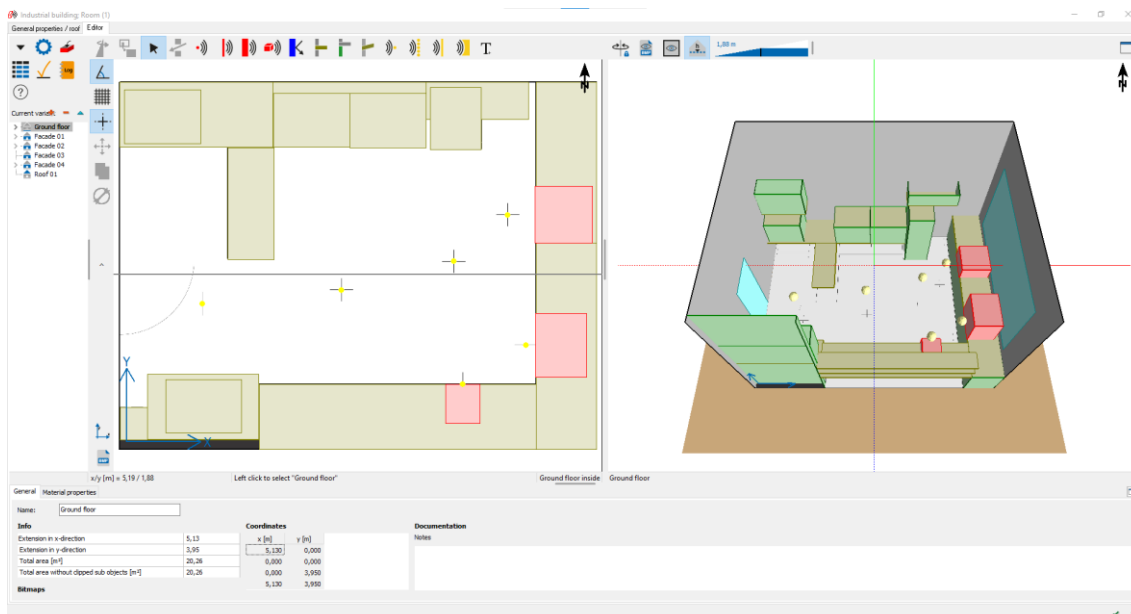 Industrial building: Room (1)
General properties / roof Editor
T
1,88 m
Log
N
N
Current variant
Ground floor
Facade 01
Facade 02
Facade 03
Facade 04
Roof 01
Y
X
x/y [m] = 5,19 / 1,88 Left click to select "Ground floor" Ground floor inside Ground floor
General Material properties
Name: Ground floor
Info Coordinates Documentation
Extension in x-direction 5,13 x [m] y [m] Notes
Extension in y-direction 3,95 5,130 0,000
Total area [m²] 20,26 0,000 0,000
Total area without clipped sub objects [m²] 20,26 0,000 3,950
Bitmaps 5,130 3,950